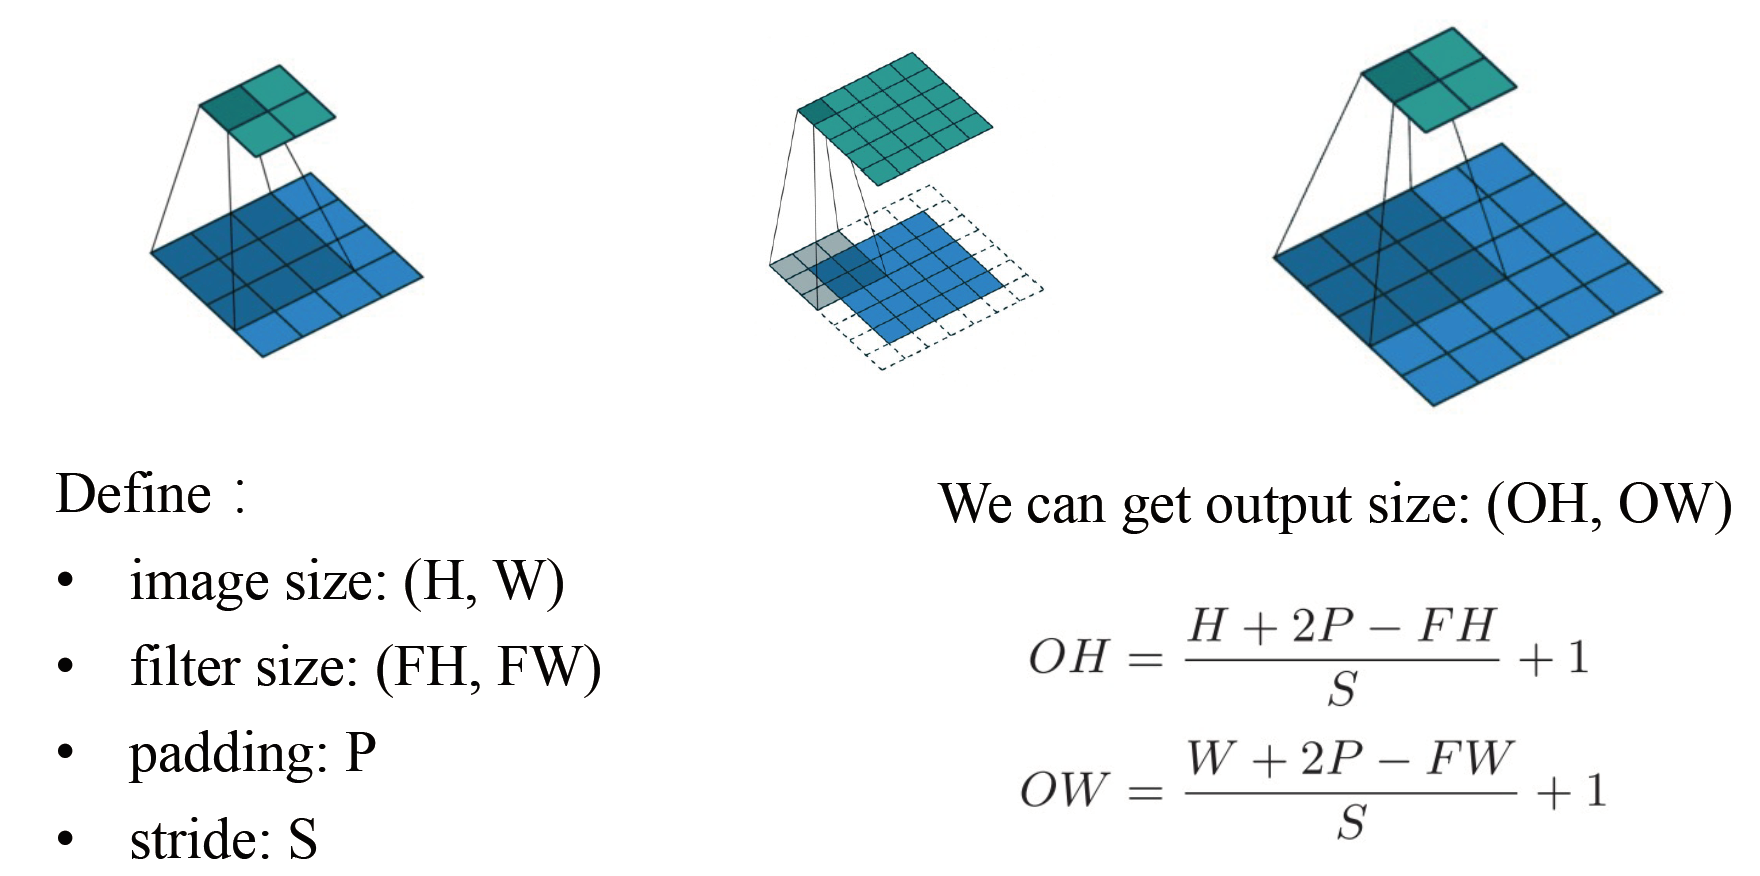 Define：
• image size: (H, W)
• filter size: (FH, FW)
• padding: P
• stride: S
We can get output size: (OH, OW)
OH = \frac{H + 2P - FH}{S} + 1
OW = \frac{W + 2P - FW}{S} + 1